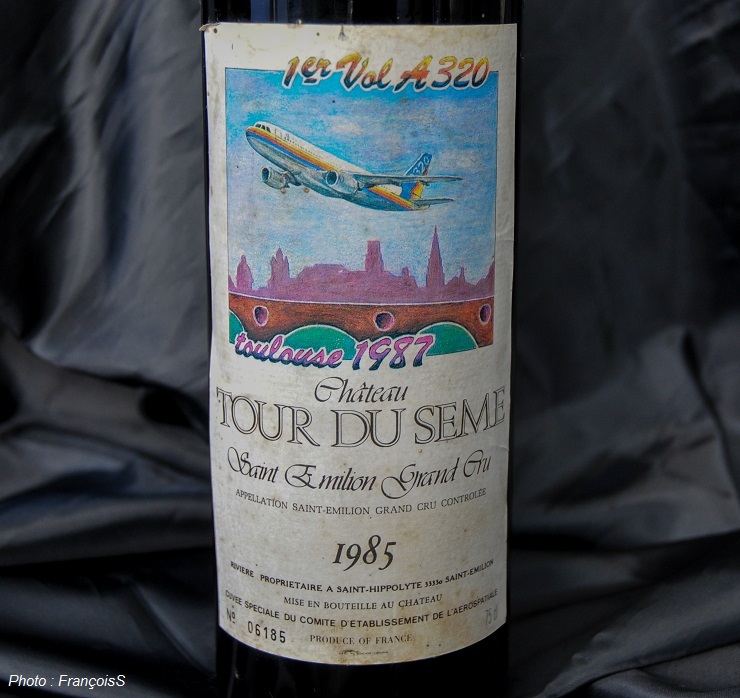 1er Vol A320
320
toulouse 1987
Château
TOUR DU SEME
Saint Emilion Grand Cru
APPELLATION SAINT-EMILION GRAND CRU CONTROLÉE
1985
RIVIERE PROPRIETAIRE A SAINT-HIPPOLYTE 33330 SAINT-EMILION
MISE EN BOUTEILLE AU CHATEAU
CUVEE SPECIALE DU COMITE D'ETABLISSEMENT DE L'AEROSPATIALE
No 06185
75 cl
PRODUCE OF FRANCE
Photo : FrançoisS